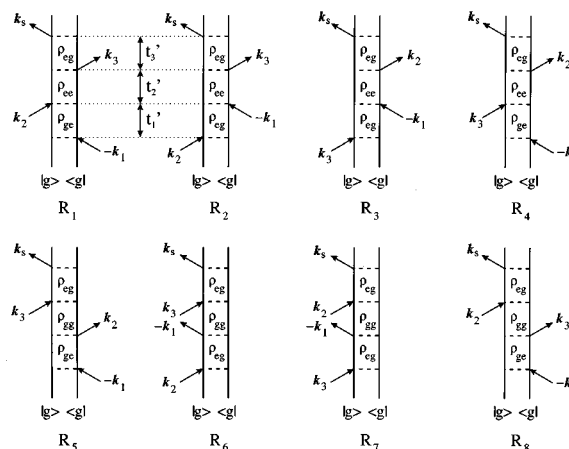 kₛ
ρeg
k₃
ρee
k₂
ρge
-k₁
|g> <g|
R₁
t₃'
t₂'
t₁'
kₛ
ρeg
k₃
ρee
-k₁
ρeg
k₂
|g> <g|
R₂
kₛ
ρeg
k₂
ρee
-k₁
ρeg
k₃
|g> <g|
R₃
kₛ
ρeg
k₂
ρee
k₃
ρge
-k
|g> <g|
R₄
kₛ
ρeg
k₃
ρgg
k₂
ρge
-k₁
|g> <g|
R₅
kₛ
ρeg
k₃
-k₁
ρgg
ρeg
k₂
|g> <g|
R₆
kₛ
ρeg
k₂
-k₁
ρgg
ρeg
k₃
|g> <g|
R₇
kₛ
ρeg
k₂
ρgg
k₃
ρge
-k
|g> <g|
R₈